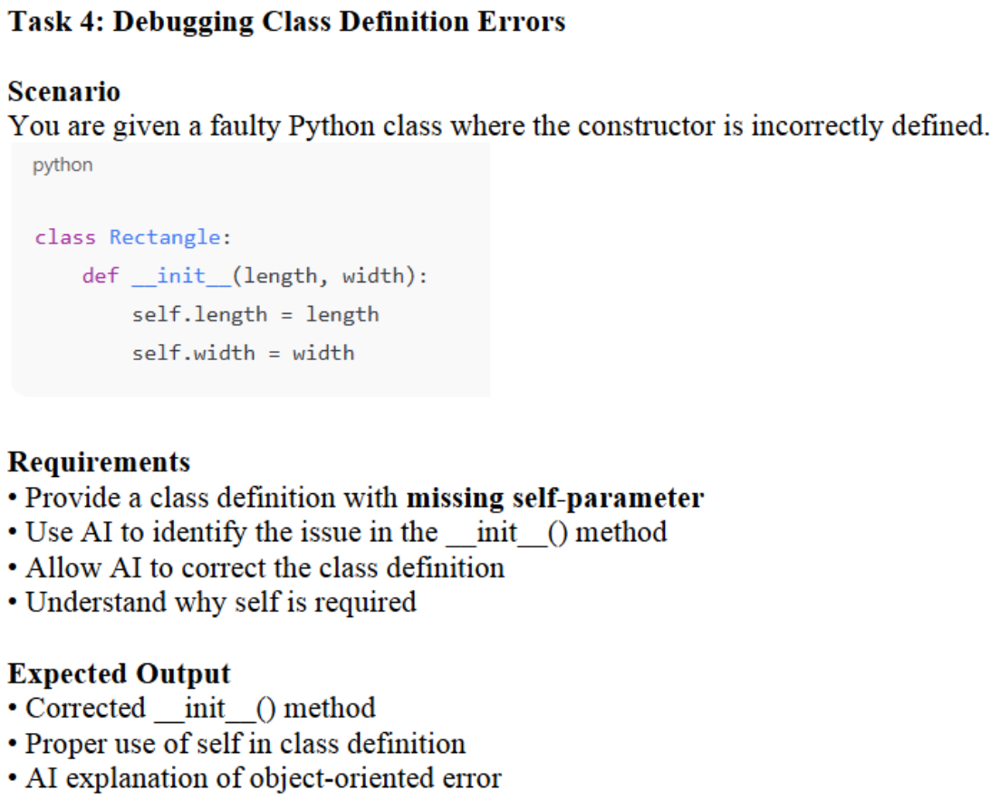 Task 4: Debugging Class Definition Errors
Scenario
You are given a faulty Python class where the constructor is incorrectly defined.
python
class Rectangle:
    def __init__(length, width):
        self.length = length
        self.width = width
Requirements
• Provide a class definition with missing self-parameter
• Use AI to identify the issue in the __init__() method
• Allow AI to correct the class definition
• Understand why self is required
Expected Output
• Corrected __init__() method
• Proper use of self in class definition
• AI explanation of object-oriented error